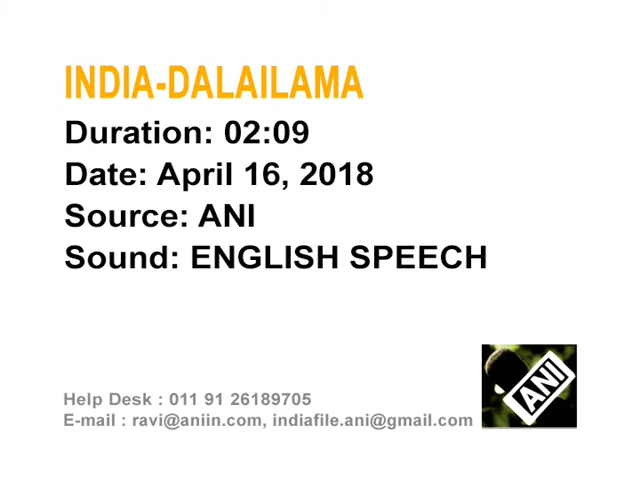 INDIA-DALAILAMA
Duration: 02:09
Date: April 16, 2018
Source: ANI
Sound: ENGLISH SPEECH
Help Desk : 011 91 26189705
E-mail : ravi@aniin.com, indiafile.ani@gmail.com
ANI